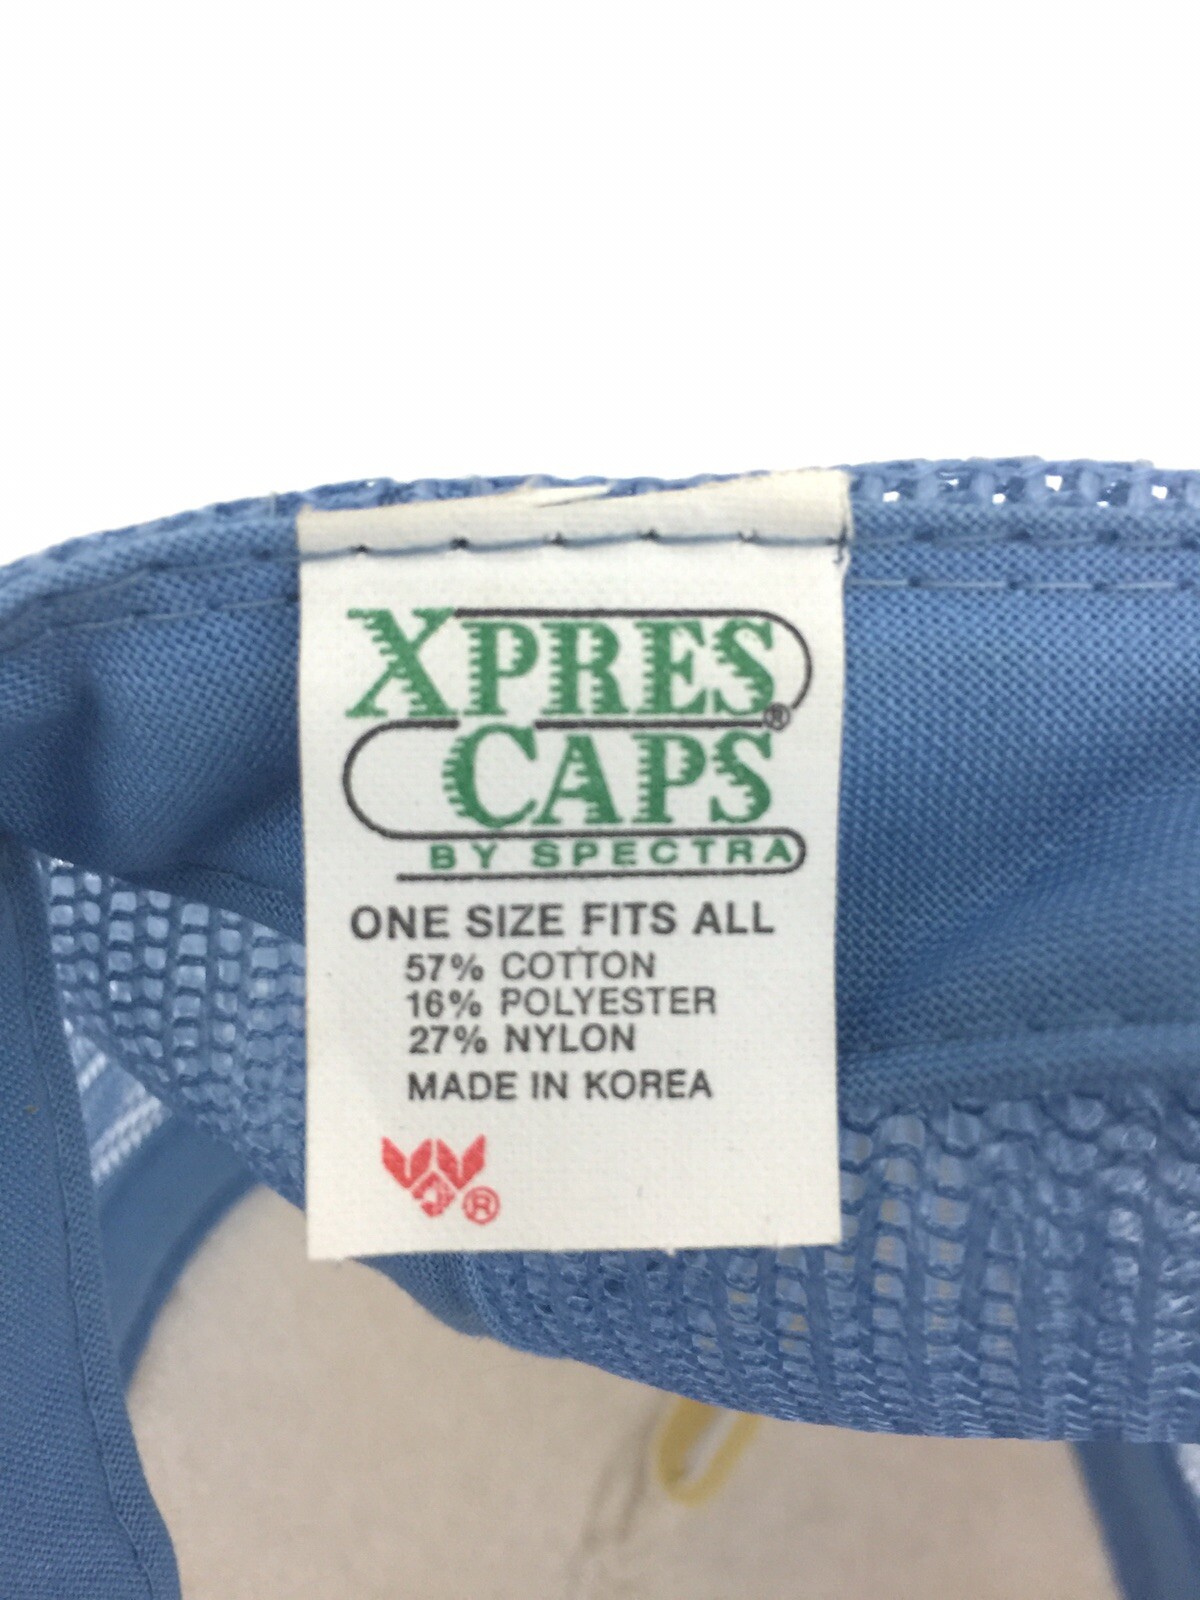 XPRES®
CAPS
BY SPECTRA
ONE SIZE FITS ALL
57% COTTON
16% POLYESTER
27% NYLON
MADE IN KOREA
®